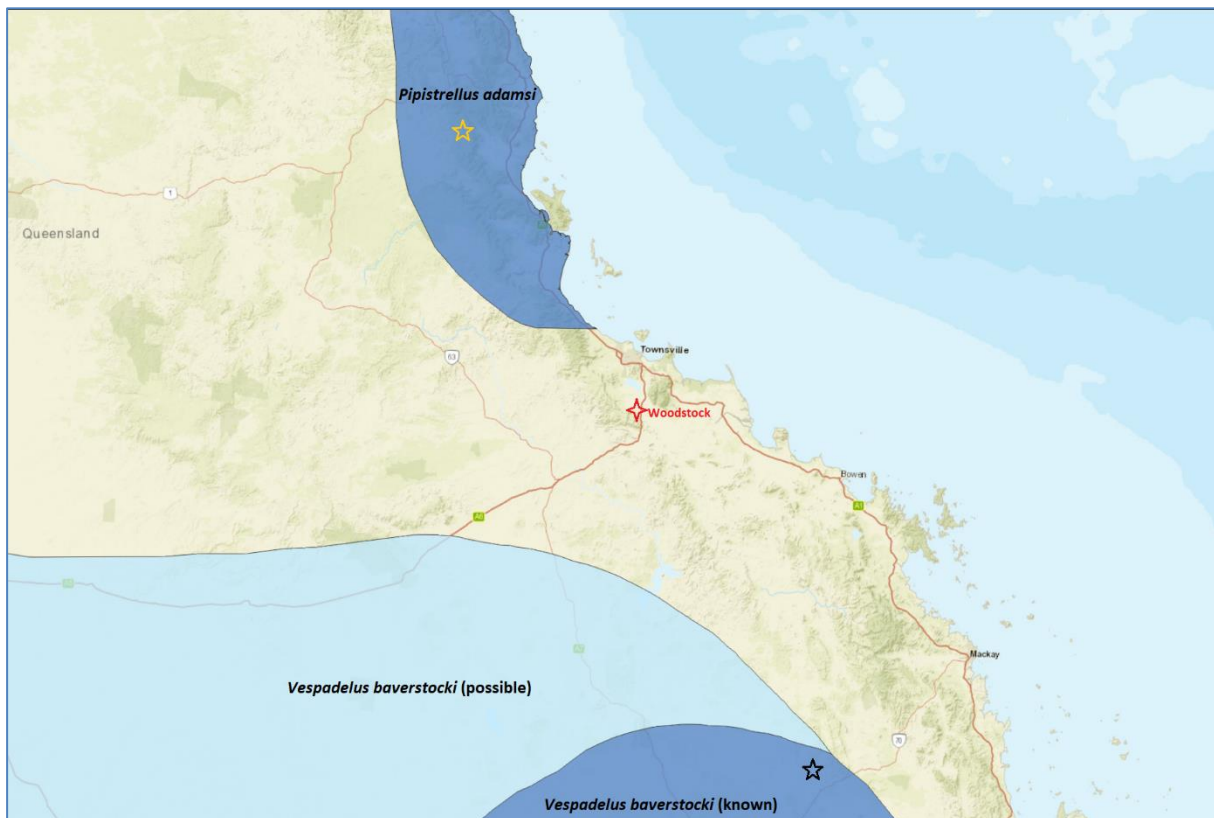 Pipistrellus adamsi
1
Queensland
Townsville
63
Woodstock
Bowen
A1
A6
Mackay
Vespadelus baverstocki (possible)
70
Vespadelus baverstocki (known)